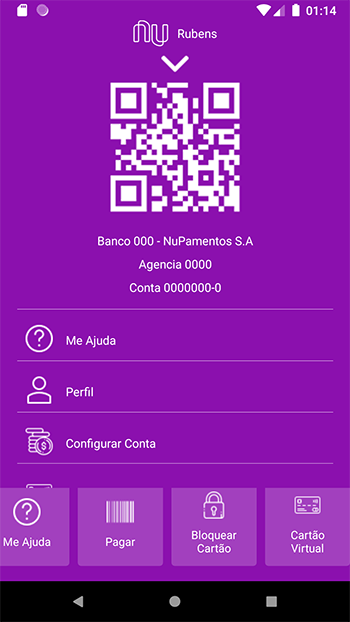 01:14
nu Rubens
Banco 000 - NuPamentos S.A
Agencia 0000
Conta 0000000-0
Me Ajuda
Perfil
Configurar Conta
Me Ajuda
Pagar
Bloquear
Cartão
Cartão
Virtual